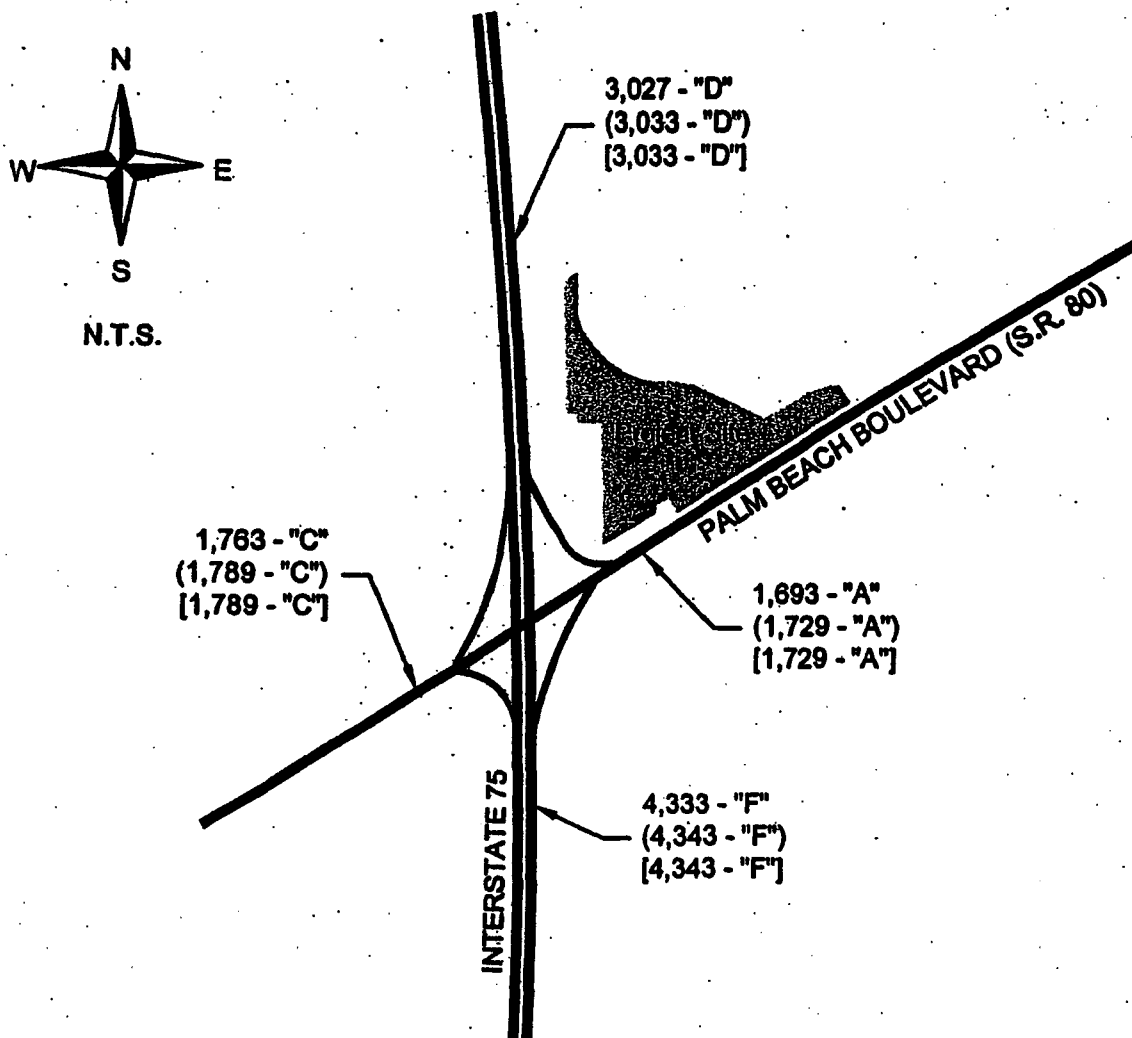 N
W E
S
N.T.S.
3,027 - "D"
(3,033 - "D")
[3,033 - "D"]
PALM BEACH BOULEVARD (S.R. 80)
1,763 - "C"
(1,789 - "C")
[1,789 - "C"]
1,693 - "A"
(1,729 - "A")
[1,729 - "A"]
INTERSTATE 75
4,333 - "F"
(4,343 - "F")
[4,343 - "F"]